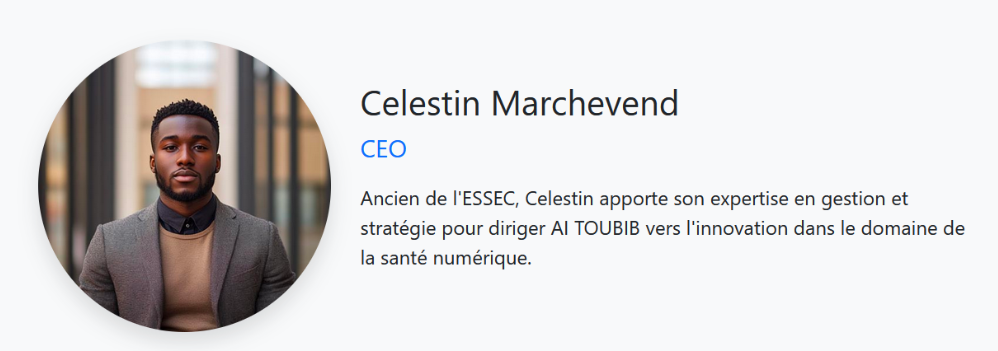 Celestin Marchevend
CEO
Ancien de l'ESSEC, Celestin apporte son expertise en gestion et
stratégie pour diriger AI TOUBIB vers l'innovation dans le domaine de
la santé numérique.